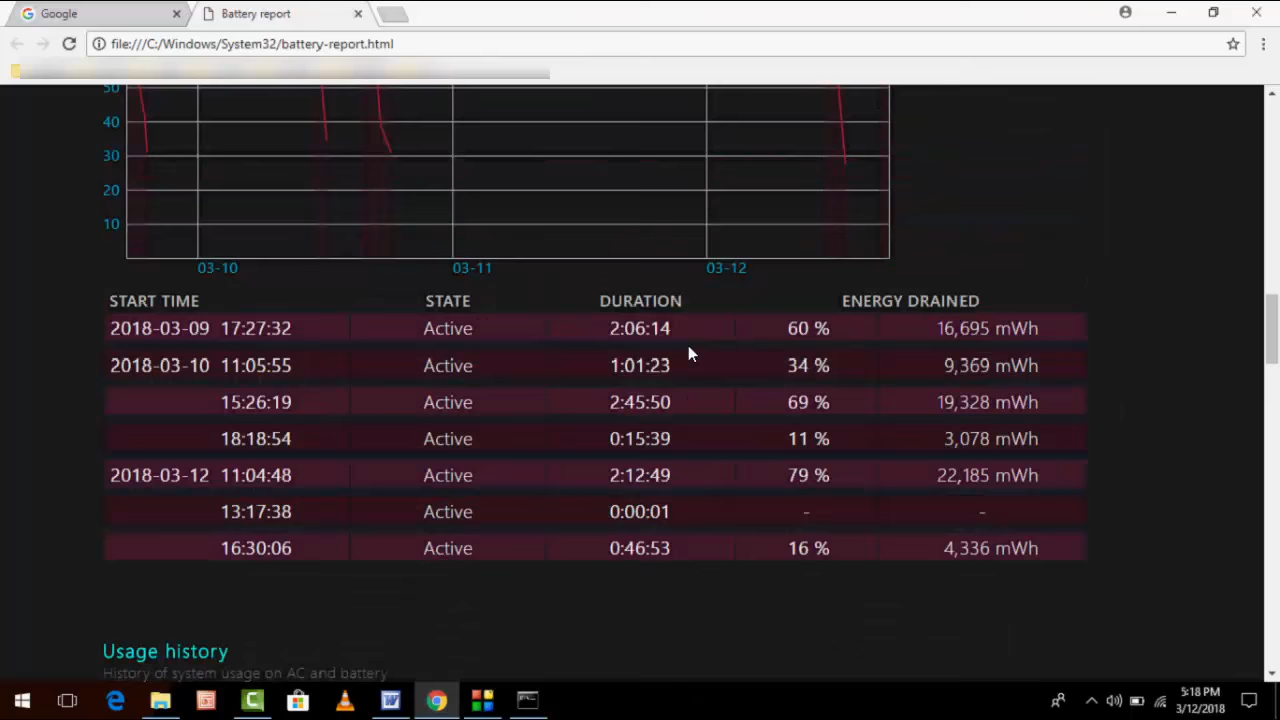 Google
Battery report
file:///C:/Windows/System32/battery-report.html
50
40
30
20
10
03-10 03-11 03-12
START TIME STATE DURATION ENERGY DRAINED
2018-03-09 17:27:32 Active 2:06:14 60 % 16,695 mWh
2018-03-10 11:05:55 Active 1:01:23 34 % 9,369 mWh
15:26:19 Active 2:45:50 69 % 19,328 mWh
18:18:54 Active 0:15:39 11 % 3,078 mWh
2018-03-12 11:04:48 Active 2:12:49 79 % 22,185 mWh
13:17:38 Active 0:00:01 - -
16:30:06 Active 0:46:53 16 % 4,336 mWh
Usage history
History of system usage on AC and battery
5:18 PM
3/12/2018